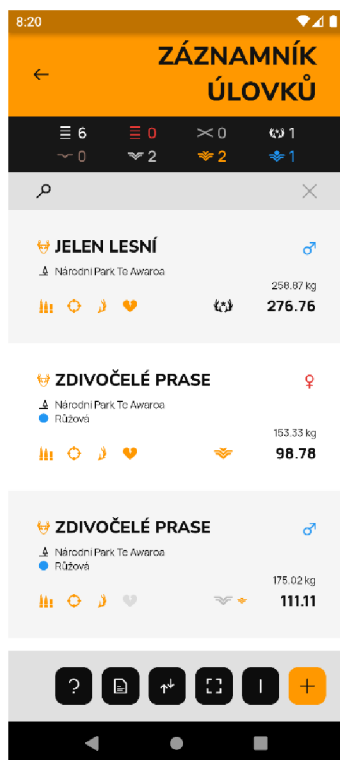 8:20
ZÁZNAMNÍK
ÚLOVKŮ
6 0 0 1
0 2 2 1
JELEN LESNÍ
Národní Park Te Awaroa
258.87 kg
276.76
ZDIVOČELÉ PRASE
Národní Park Te Awaroa
Růžová
153.33 kg
98.78
ZDIVOČELÉ PRASE
Národní Park Te Awaroa
Růžová
175.02 kg
111.11
?